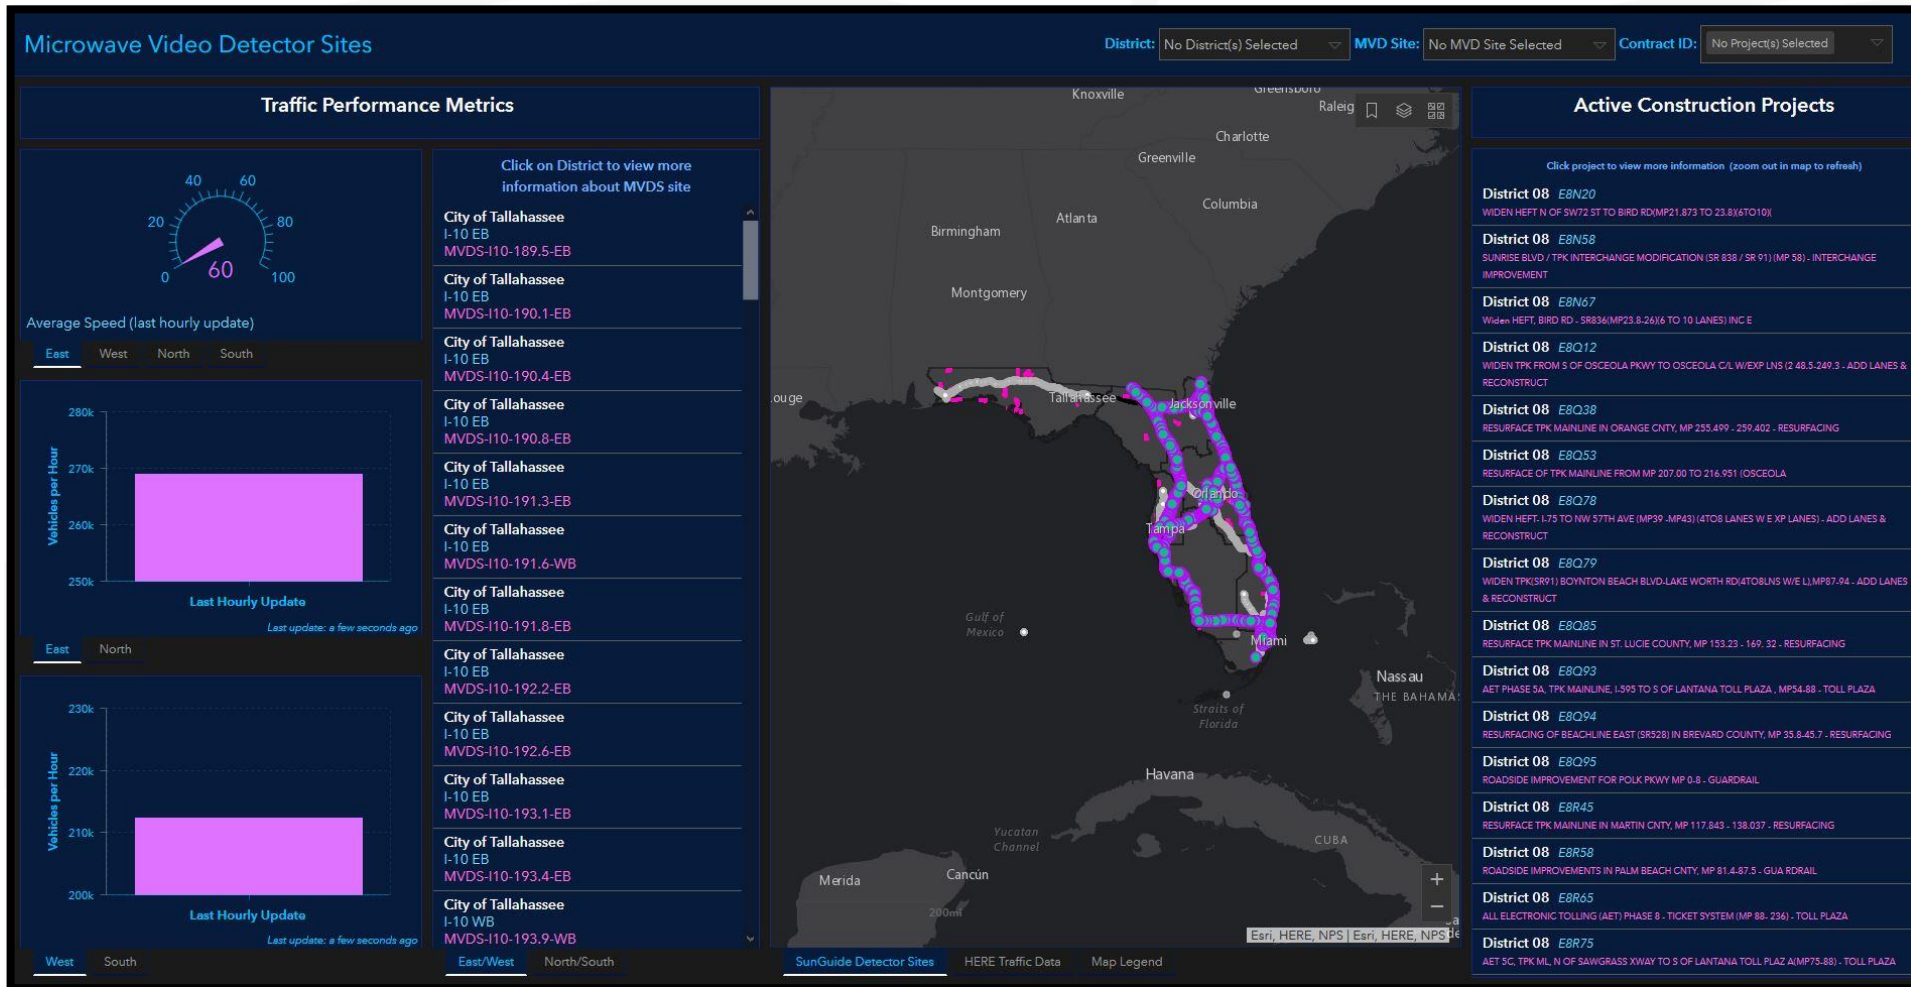 Microwave Video Detector Sites
District: No District(s) Selected MVD Site: No MVD Site Selected Contract ID: No Project(s) Selected
Traffic Performance Metrics
0
20
40
60
80
100
60
Average Speed (last hourly update)
East West North South
280k
270k
260k
250k
Vehicles per Hour
Last Hourly Update
Last update: a few seconds ago
East North
230k
220k
210k
200k
Vehicles per Hour
Last Hourly Update
Last update: a few seconds ago
West South
Click on District to view more
information about MVDS site
City of Tallahassee
I-10 EB
MVDS-I10-189.5-EB
City of Tallahassee
I-10 EB
MVDS-I10-190.1-EB
City of Tallahassee
I-10 EB
MVDS-I10-190.4-EB
City of Tallahassee
I-10 EB
MVDS-I10-190.8-EB
City of Tallahassee
I-10 EB
MVDS-I10-191.3-EB
City of Tallahassee
I-10 EB
MVDS-I10-191.6-WB
City of Tallahassee
I-10 EB
MVDS-I10-191.8-EB
City of Tallahassee
I-10 EB
MVDS-I10-192.2-EB
City of Tallahassee
I-10 EB
MVDS-I10-192.6-EB
City of Tallahassee
I-10 EB
MVDS-I10-193.1-EB
City of Tallahassee
I-10 EB
MVDS-I10-193.4-EB
City of Tallahassee
I-10 WB
MVDS-I10-193.9-WB
East/West North/South
Knoxville
Greensboro
Raleig
Charlotte
Greenville
Columbia
Atlanta
Birmingham
Montgomery
ouge
Tallahassee
Jacksonville
Orlando
Tampa
Gulf of
Mexico
Miami
Nassau
THE BAHAMAS
Straits of
Florida
Havana
Yucatan
Channel
CUBA
Merida
Cancún
200mi
+
−
Esri, HERE, NPS | Esri, HERE, NPS
SunGuide Detector Sites HERE Traffic Data Map Legend
Active Construction Projects
Click project to view more information (zoom out in map to refresh)
District 08 E8N20
WIDEN HEFT N OF SW72 ST TO BIRD RD(MP21.873 TO 23.8)(6TO10)(
District 08 E8N58
SUNRISE BLVD / TPK INTERCHANGE MODIFICATION (SR 838 / SR 91) (MP 58) - INTERCHANGE
IMPROVEMENT
District 08 E8N67
Widen HEFT, BIRD RD - SR836(MP23.8-26)(6 TO 10 LANES) INC E
District 08 E8Q12
WIDEN TPK FROM S OF OSCEOLA PKWY TO OSCEOLA C/L W/EXP LNS (2 48.5-249.3 - ADD LANES &
RECONSTRUCT
District 08 E8Q38
RESURFACE TPK MAINLINE IN ORANGE CNTY, MP 255.499 - 259.402 - RESURFACING
District 08 E8Q53
RESURFACE OF TPK MAINLINE FROM MP 207.00 TO 216.951 (OSCEOLA
District 08 E8Q78
WIDEN HEFT- I-75 TO NW 57TH AVE (MP39 -MP43) (4TO8 LANES W E XP LANES) - ADD LANES &
RECONSTRUCT
District 08 E8Q79
WIDEN TPK(SR91) BOYNTON BEACH BLVD-LAKE WORTH RD(4TO8LNS W/E L),MP87-94 - ADD LANES
& RECONSTRUCT
District 08 E8Q85
RESURFACE TPK MAINLINE IN ST. LUCIE COUNTY, MP 153.23 - 169. 32 - RESURFACING
District 08 E8Q93
AET PHASE 5A, TPK MAINLINE, I-595 TO S OF LANTANA TOLL PLAZA , MP54-88 - TOLL PLAZA
District 08 E8Q94
RESURFACING OF BEACHLINE EAST (SR528) IN BREVARD COUNTY, MP 35.8-45.7 - RESURFACING
District 08 E8Q95
ROADSIDE IMPROVEMENT FOR POLK PKWY MP 0-8 - GUARDRAIL
District 08 E8R45
RESURFACE TPK MAINLINE IN MARTIN CNTY, MP 117.843 - 138.037 - RESURFACING
District 08 E8R58
ROADSIDE IMPROVEMENTS IN PALM BEACH CNTY, MP 81.4-87.5 - GUA RDRAIL
District 08 E8R65
ALL ELECTRONIC TOLLING (AET) PHASE 8 - TICKET SYSTEM (MP 88- 236) - TOLL PLAZA
District 08 E8R75
AET 5C, TPK ML, N OF SAWGRASS XWAY TO S OF LANTANA TOLL PLAZ A(MP75-88) - TOLL PLAZA